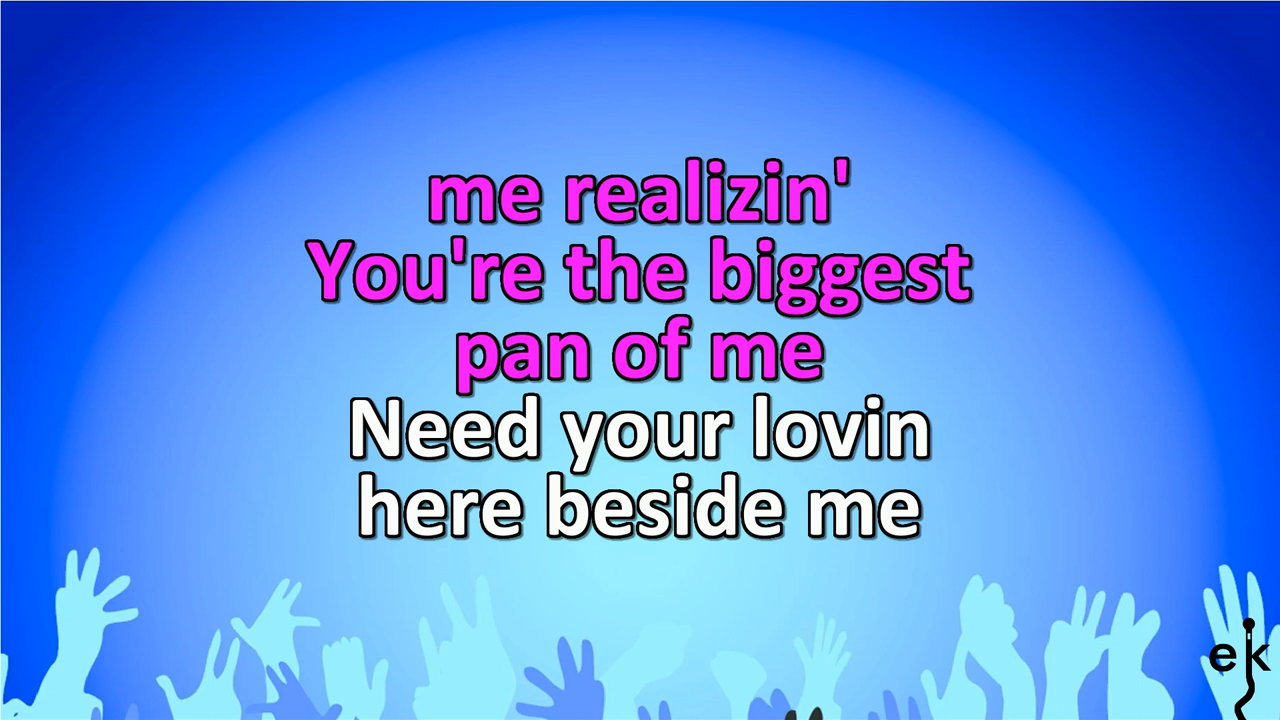 me realizin'
You're the biggest
pan of me
Need your lovin
here beside me
ek